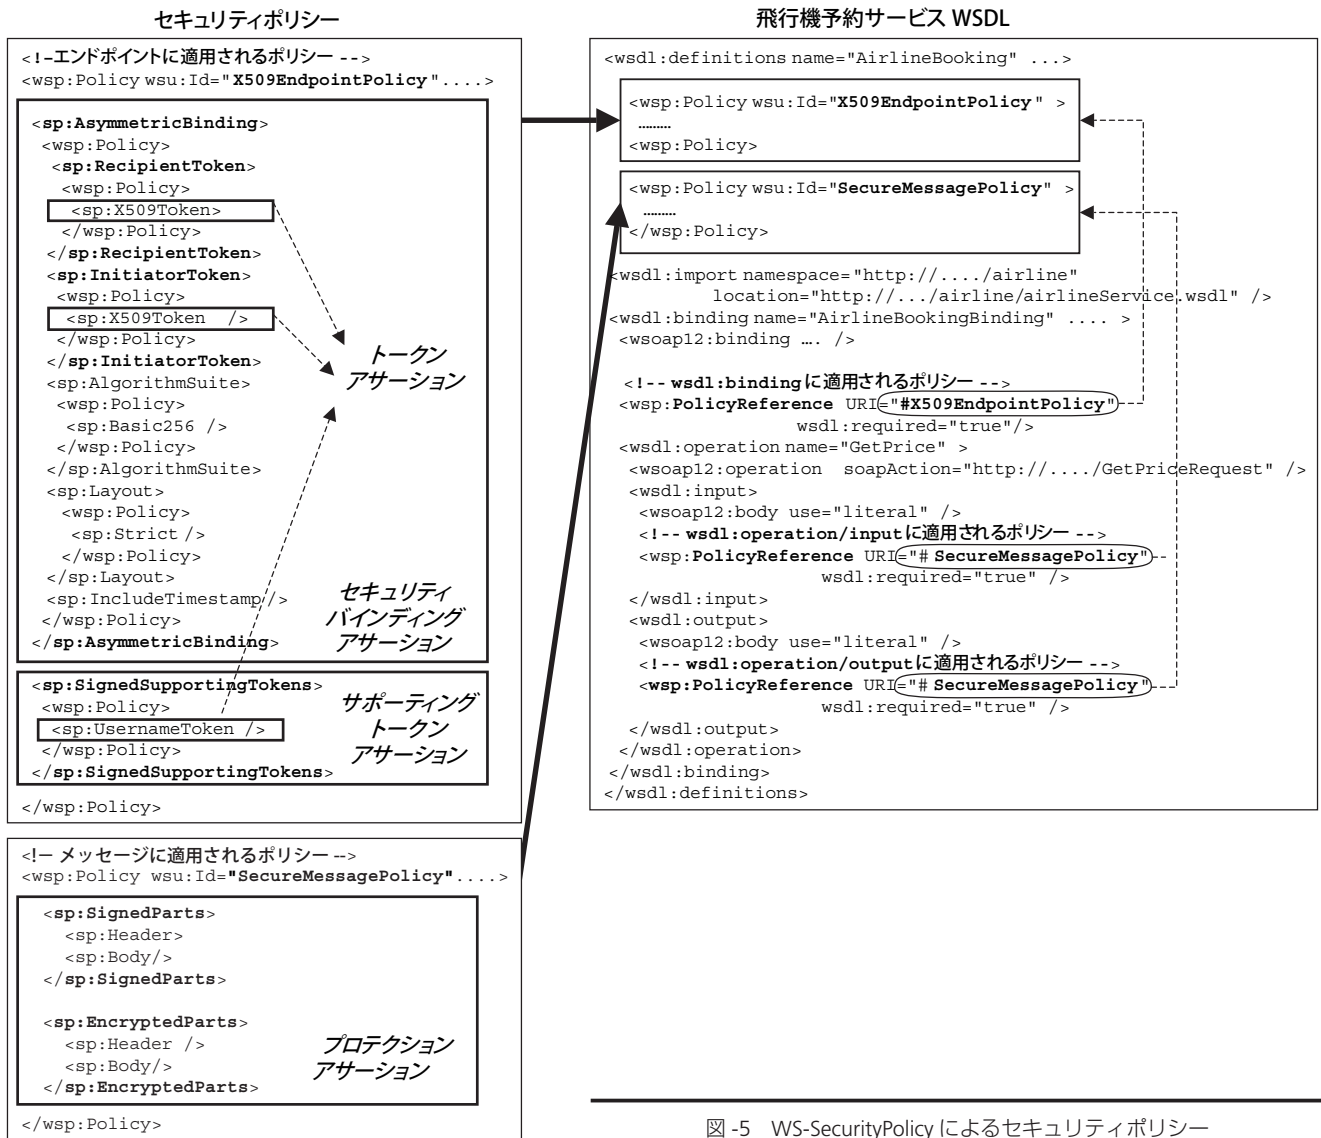 セキュリティポリシー
<!–エンドポイントに適用されるポリシー -->
<wsp:Policy wsu:Id="X509EndpointPolicy"....>
<sp:AsymmetricBinding>
<wsp:Policy>
<sp:RecipientToken>
<wsp:Policy>
<sp:X509Token>
</wsp:Policy>
</sp:RecipientToken>
<sp:InitiatorToken>
<wsp:Policy>
<sp:X509Token />
</wsp:Policy>
</sp:InitiatorToken>
トークン
アサーション
<sp:AlgorithmSuite>
<wsp:Policy>
<sp:Basic256 />
</wsp:Policy>
</sp:AlgorithmSuite>
<sp:Layout>
<wsp:Policy>
<sp:Strict />
</wsp:Policy>
</sp:Layout>
<sp:IncludeTimestamp/>
</wsp:Policy>
</sp:AsymmetricBinding>
セキュリティ
バインディング
アサーション
<sp:SignedSupportingTokens>
<wsp:Policy>
<sp:UsernameToken />
</wsp:Policy>
</sp:SignedSupportingTokens>
サポーティング
トークン
アサーション
</wsp:Policy>
<!– メッセージに適用されるポリシー -->
<wsp:Policy wsu:Id="SecureMessagePolicy"....>
<sp:SignedParts>
<sp:Header>
<sp:Body/>
</sp:SignedParts>
<sp:EncryptedParts>
<sp:Header />
<sp:Body/>
</sp:EncryptedParts>
プロテクション
アサーション
</wsp:Policy>
飛行機予約サービス WSDL
<wsdl:definitions name="AirlineBooking" ...>
<wsp:Policy wsu:Id="X509EndpointPolicy" >
.........
<wsp:Policy>
<wsp:Policy wsu:Id="SecureMessagePolicy" >
.........
</wsp:Policy>
<wsdl:import namespace="http://..../airline"
location="http://.../airline/airlineService.wsdl" />
<wsdl:binding name="AirlineBookingBinding" .... >
<wsoap12:binding …. />
<!-- wsdl:bindingに適用されるポリシー -->
<wsp:PolicyReference URI="#X509EndpointPolicy"
wsdl:required="true"/>
<wsdl:operation name="GetPrice" >
<wsoap12:operation soapAction="http://..../GetPriceRequest" />
<wsdl:input>
<wsoap12:body use="literal" />
<!-- wsdl:operation/inputに適用されるポリシー -->
<wsp:PolicyReference URI="# SecureMessagePolicy"
wsdl:required="true" />
</wsdl:input>
<wsdl:output>
<wsoap12:body use="literal" />
<!-- wsdl:operation/outputに適用されるポリシー -->
<wsp:PolicyReference URI="# SecureMessagePolicy"
wsdl:required="true" />
</wsdl:output>
</wsdl:operation>
</wsdl:binding>
</wsdl:definitions>
図 -5 WS-SecurityPolicy によるセキュリティポリシー